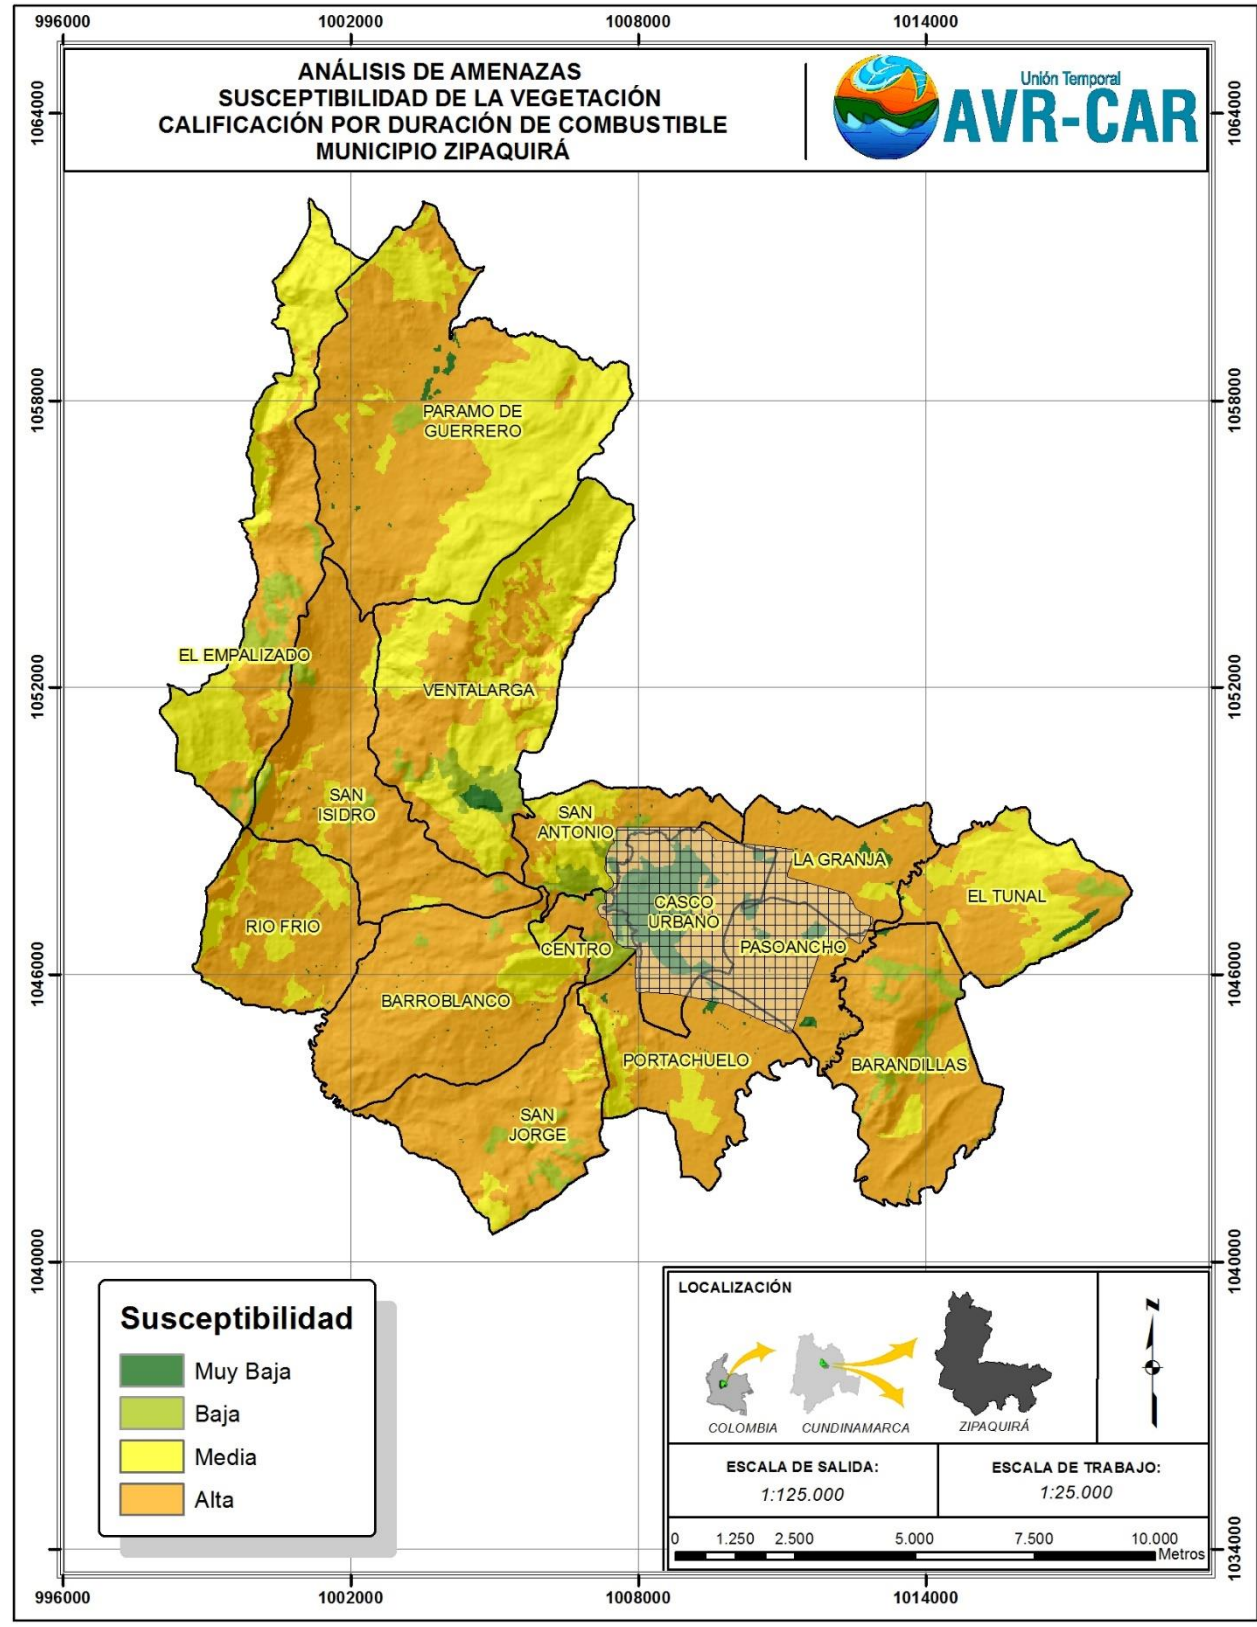 996000 1002000 1008000 1014000
ANÁLISIS DE AMENAZAS
SUSCEPTIBILIDAD DE LA VEGETACIÓN
CALIFICACIÓN POR DURACIÓN DE COMBUSTIBLE
MUNICIPIO ZIPAQUIRÁ
Unión Temporal
AVR-CAR
1064000 1064000
1058000 1058000
PARAMO DE
GUERRERO
EL EMPALIZADO
1052000 1052000
VENTALARGA
SAN
ISIDRO
SAN
ANTONIO
LA GRANJA
EL TUNAL
CASCO
URBANO
RIO FRIO
CENTRO
PASOANCHO
1046000 1046000
BARROBLANCO
PORTACHUELO
BARANDILLAS
SAN
JORGE
1040000 1040000
Susceptibilidad
Muy Baja
Baja
Media
Alta
LOCALIZACIÓN
N
COLOMBIA
CUNDINAMARCA
ZIPAQUIRÁ
ESCALA DE SALIDA:
1:125.000
ESCALA DE TRABAJO:
1:25.000
0 1.250 2.500 5.000 7.500 10.000
Metros
1034000
996000 1002000 1008000 1014000